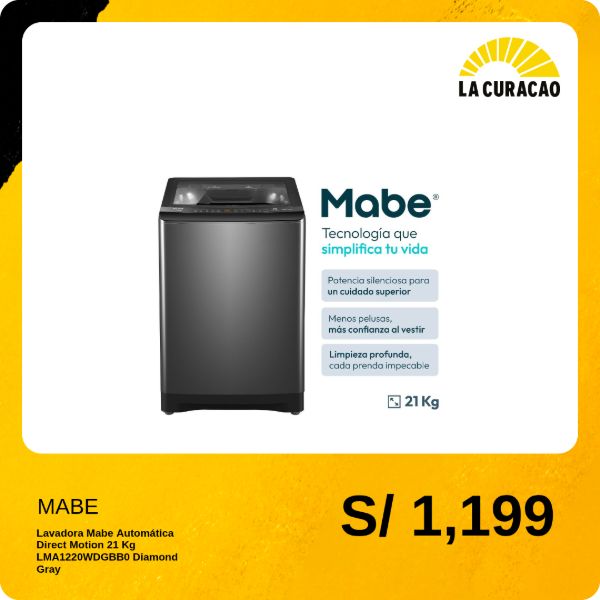 LA CURACAO
Mabe®
Tecnología que
simplifica tu vida
Potencia silenciosa para
un cuidado superior
Menos pelusas,
más confianza al vestir
Limpieza profunda,
cada prenda impecable
21 Kg
MABE
S/ 1,199
Lavadora Mabe Automática
Direct Motion 21 Kg
LMA1220WDGBB0 Diamond
Gray